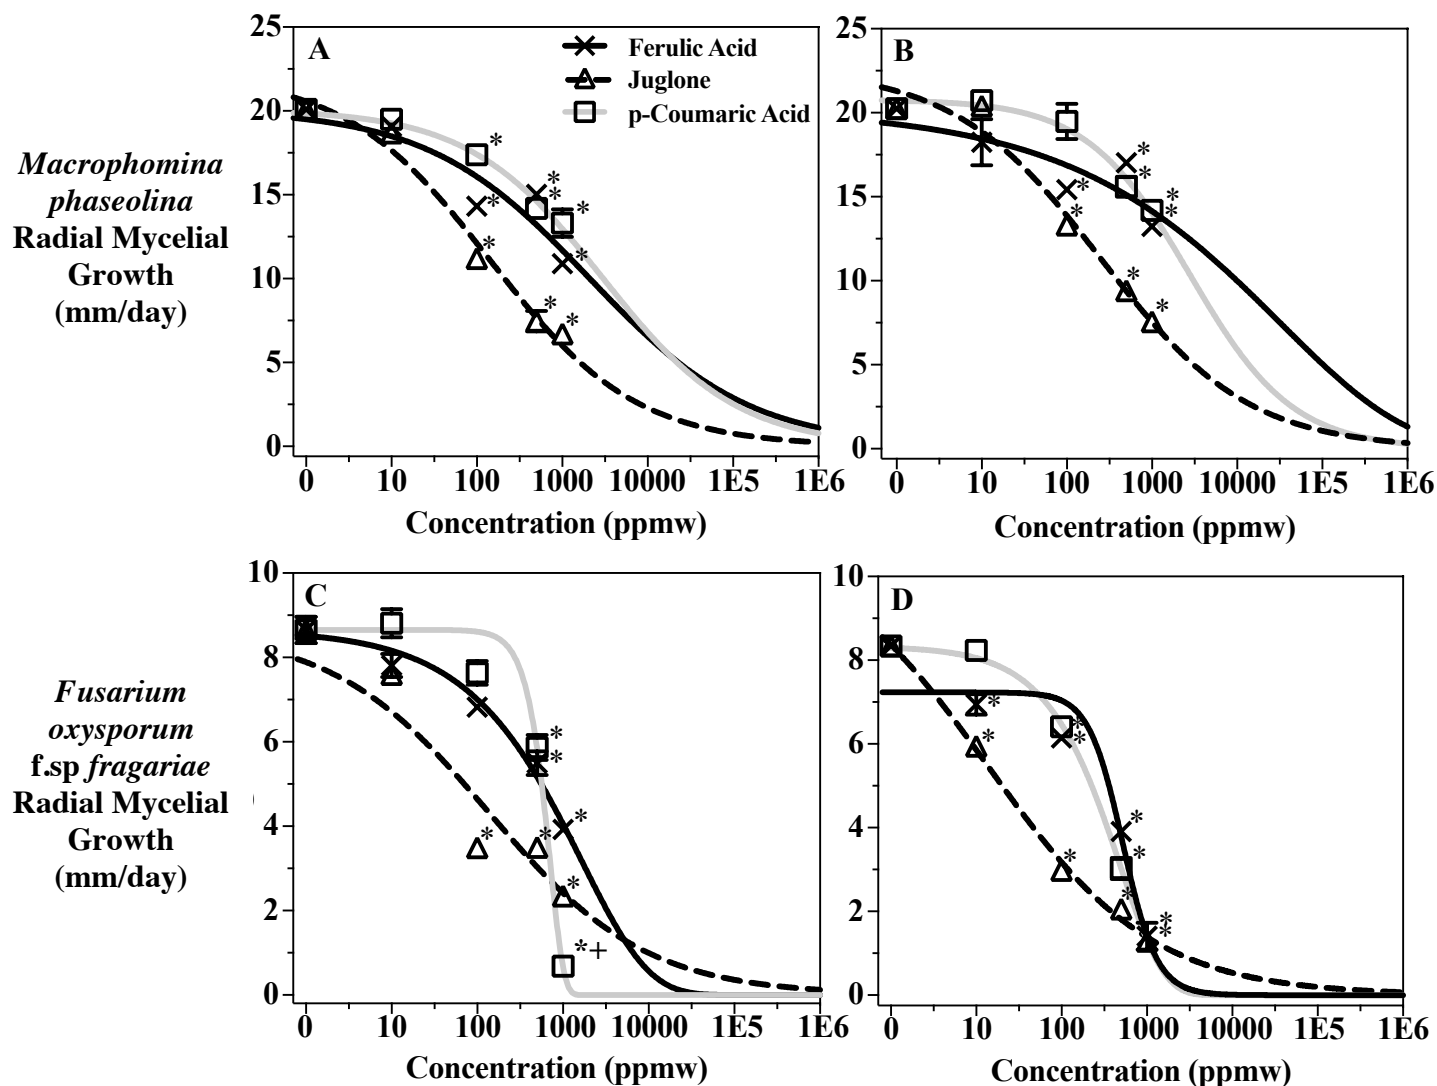 A
25
20
15
10
5
0
Ferulic Acid
Juglone
p-Coumaric Acid
* * * * * * * * *
0 10 100 1000 10000 1E5 1E6
Concentration (ppmw)
B
25
20
15
10
5
0
* * * * * * * * *
0 10 100 1000 10000 1E5 1E6
Concentration (ppmw)
Macrophomina
phaseolina
Radial Mycelial
Growth
(mm/day)
C
10
8
6
4
2
0
* * * * * * *+
0 10 100 1000 10000 1E5 1E6
Concentration (ppmw)
D
10
8
6
4
2
0
* * * * * * * * * *
0 10 100 1000 10000 1E5 1E6
Concentration (ppmw)
Fusarium
oxysporum
f.sp fragariae
Radial Mycelial
Growth
(mm/day)